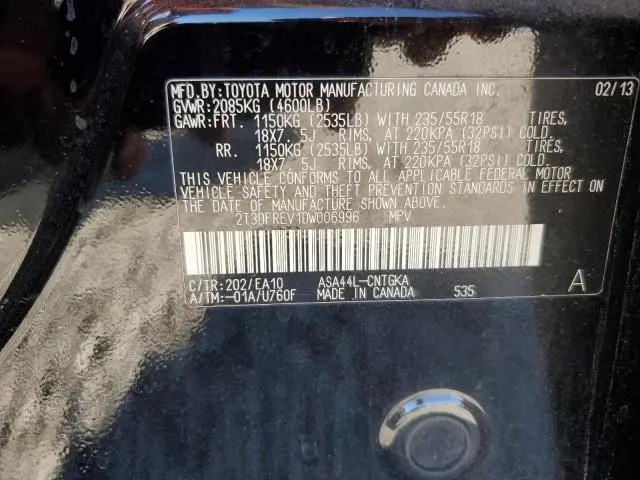 MFD.BY:TOYOTA MOTOR MANUFACTURING CANADA INC. 02/13
GVWR:2085KG (4600LB)
GAWR:FRT. 1150KG (2535LB) WITH 235/55R18 TIRES,
18X7 5J RIMS, AT 220KPA (32PSI) COLD.
RR. 1150KG (2535LB) WITH 235/55R18 TIRES,
18X7 5J RIMS, AT 220KPA (32PSI) COLD.
THIS VEHICLE CONFORMS TO ALL APPLICABLE FEDERAL MOTOR
VEHICLE SAFETY AND THEFT PREVENTION STANDARDS IN EFFECT ON
THE DATE OF MANUFACTURE SHOWN ABOVE.
2T3DFREV1DW006996 MPV
C/TR:202/EA10 ASA44L-CNTGKA A
A/TM:-01A/U760F MADE IN CANADA 535